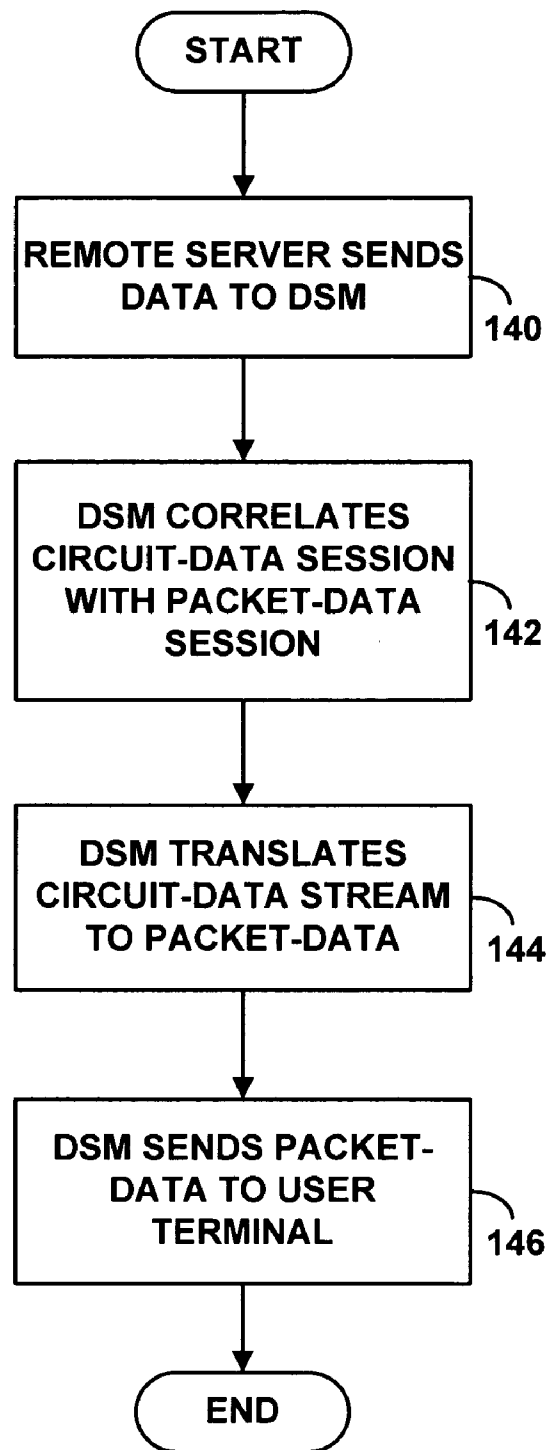 START
REMOTE SERVER SENDS
DATA TO DSM
140
DSM CORRELATES
CIRCUIT-DATA SESSION
WITH PACKET-DATA
SESSION
142
DSM TRANSLATES
CIRCUIT-DATA STREAM
TO PACKET-DATA
144
DSM SENDS PACKET-
DATA TO USER
TERMINAL
146
END